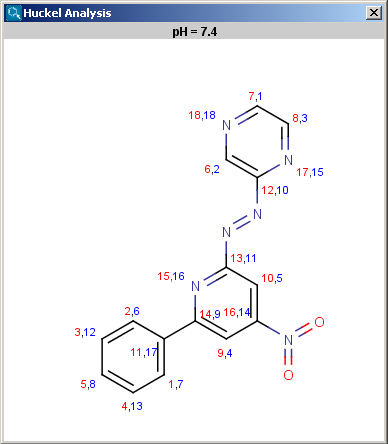 Huckel Analysis
pH = 7.4
7,1
18,18 N
8,3
6,2
N
17,15
12,10
N
N
13,11
15,16
N
10,5
14,9 16,14
2,6
O
3,12
11,17
9,4
N
5,8
1,7
O
4,13